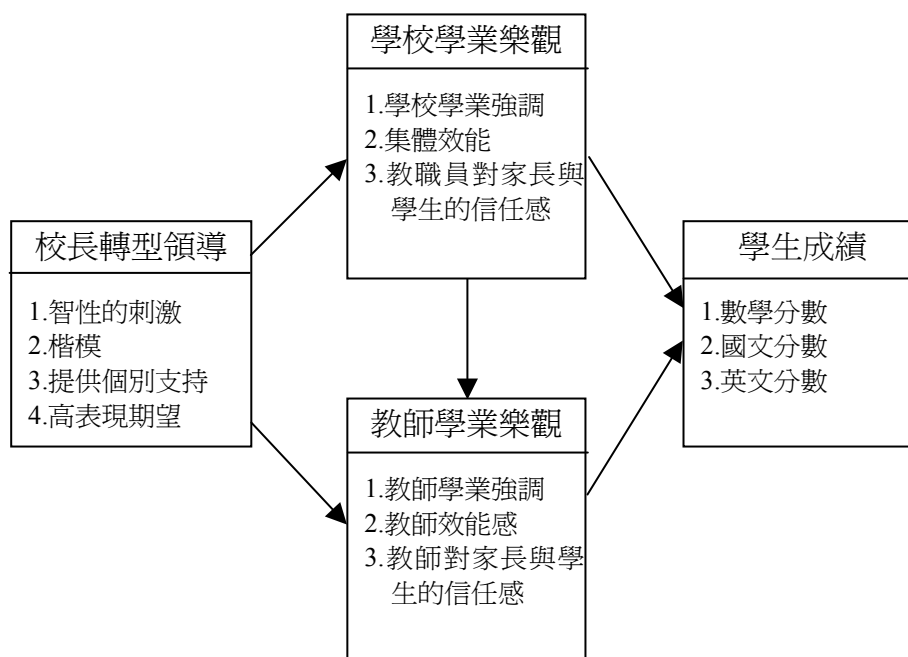 學校學業樂觀
1.學校學業強調
2.集體效能
3.教職員對家長與
學生的信任感
校長轉型領導
1.智性的刺激
2.楷模
3.提供個別支持
4.高表現期望
學生成績
1.數學分數
2.國文分數
3.英文分數
教師學業樂觀
1.教師學業強調
2.教師效能感
3.教師對家長與學
生的信任感